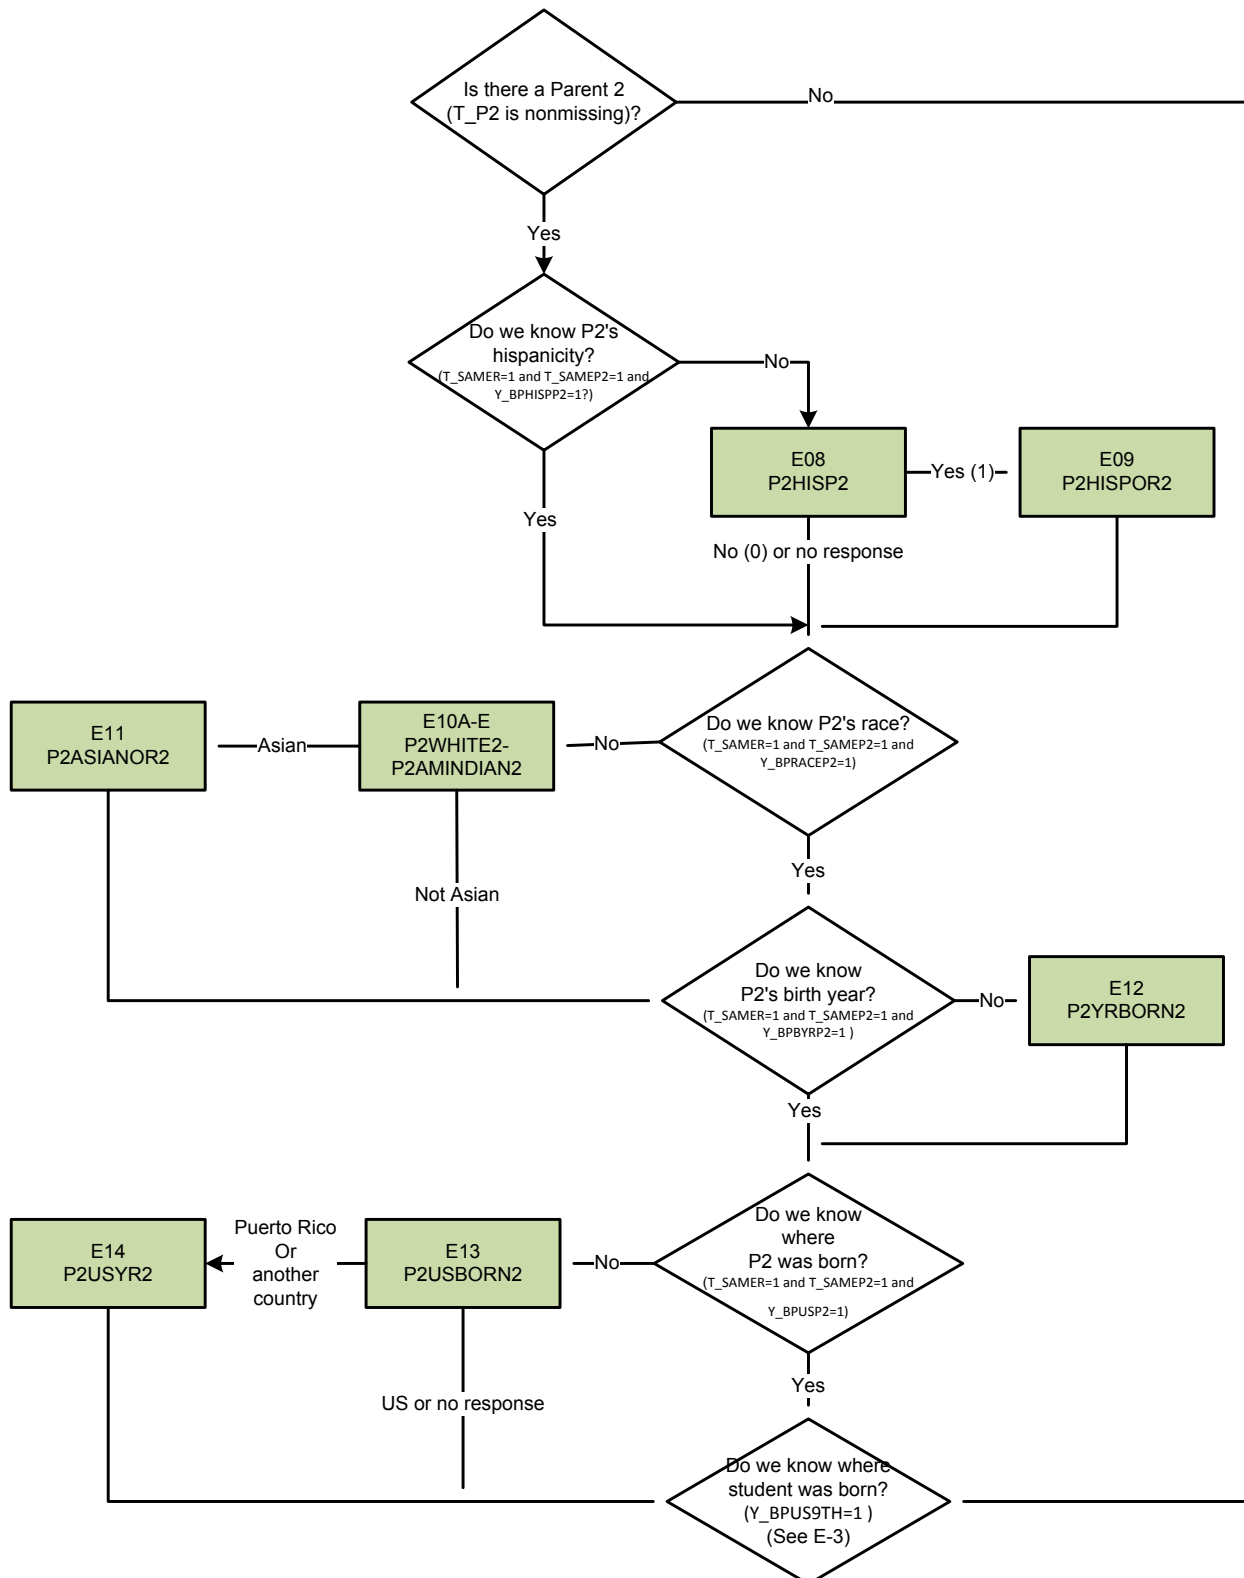 Is there a Parent 2
(T_P2 is nonmissing)?
No
Yes
Do we know P2's
hispanicity?
(T_SAMER=1 and T_SAMEP2=1 and
Y_BPHISPP2=1?)
No
E08
P2HISP2
Yes (1)
E09
P2HISPOR2
Yes
No (0) or no response
E11
P2ASIANOR2
Asian
E10A-E
P2WHITE2-
P2AMINDIAN2
No
Do we know P2's race?
(T_SAMER=1 and T_SAMEP2=1 and
Y_BPRACEP2=1)
Yes
Not Asian
Do we know
P2's birth year?
(T_SAMER=1 and T_SAMEP2=1 and
Y_BPBYRP2=1 )
No
E12
P2YRBORN2
Yes
E14
P2USYR2
Puerto Rico
Or
another
country
E13
P2USBORN2
No
Do we know
where
P2 was born?
(T_SAMER=1 and T_SAMEP2=1 and
Y_BPUSP2=1)
Yes
US or no response
Do we know where
student was born?
(Y_BPUS9TH=1 )
(See E-3)